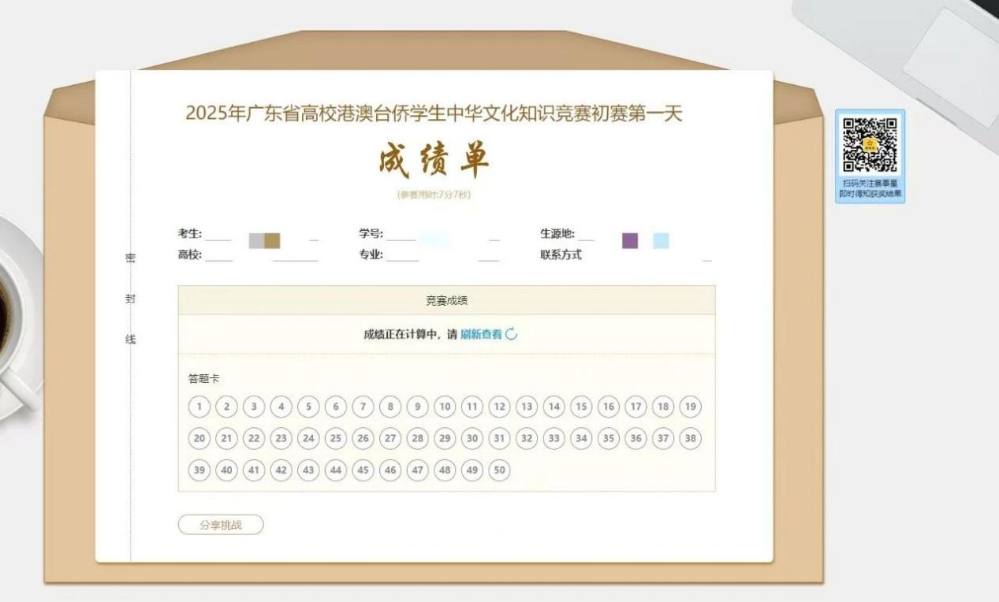 2025年广东省高校港澳台侨学生中华文化知识竞赛初赛第一天
成绩单
(参赛用时:7分7秒)
扫码关注赛事星
即时得知获奖结果
考生: 学号: 生源地:
高校: 专业: 联系方式
密
封
线
竞赛成绩
成绩正在计算中，请 刷新查看
答题卡
1 2 3 4 5 6 7 8 9 10 11 12 13 14 15 16 17 18 19
20 21 22 23 24 25 26 27 28 29 30 31 32 33 34 35 36 37 38
39 40 41 42 43 44 45 46 47 48 49 50
分享挑战